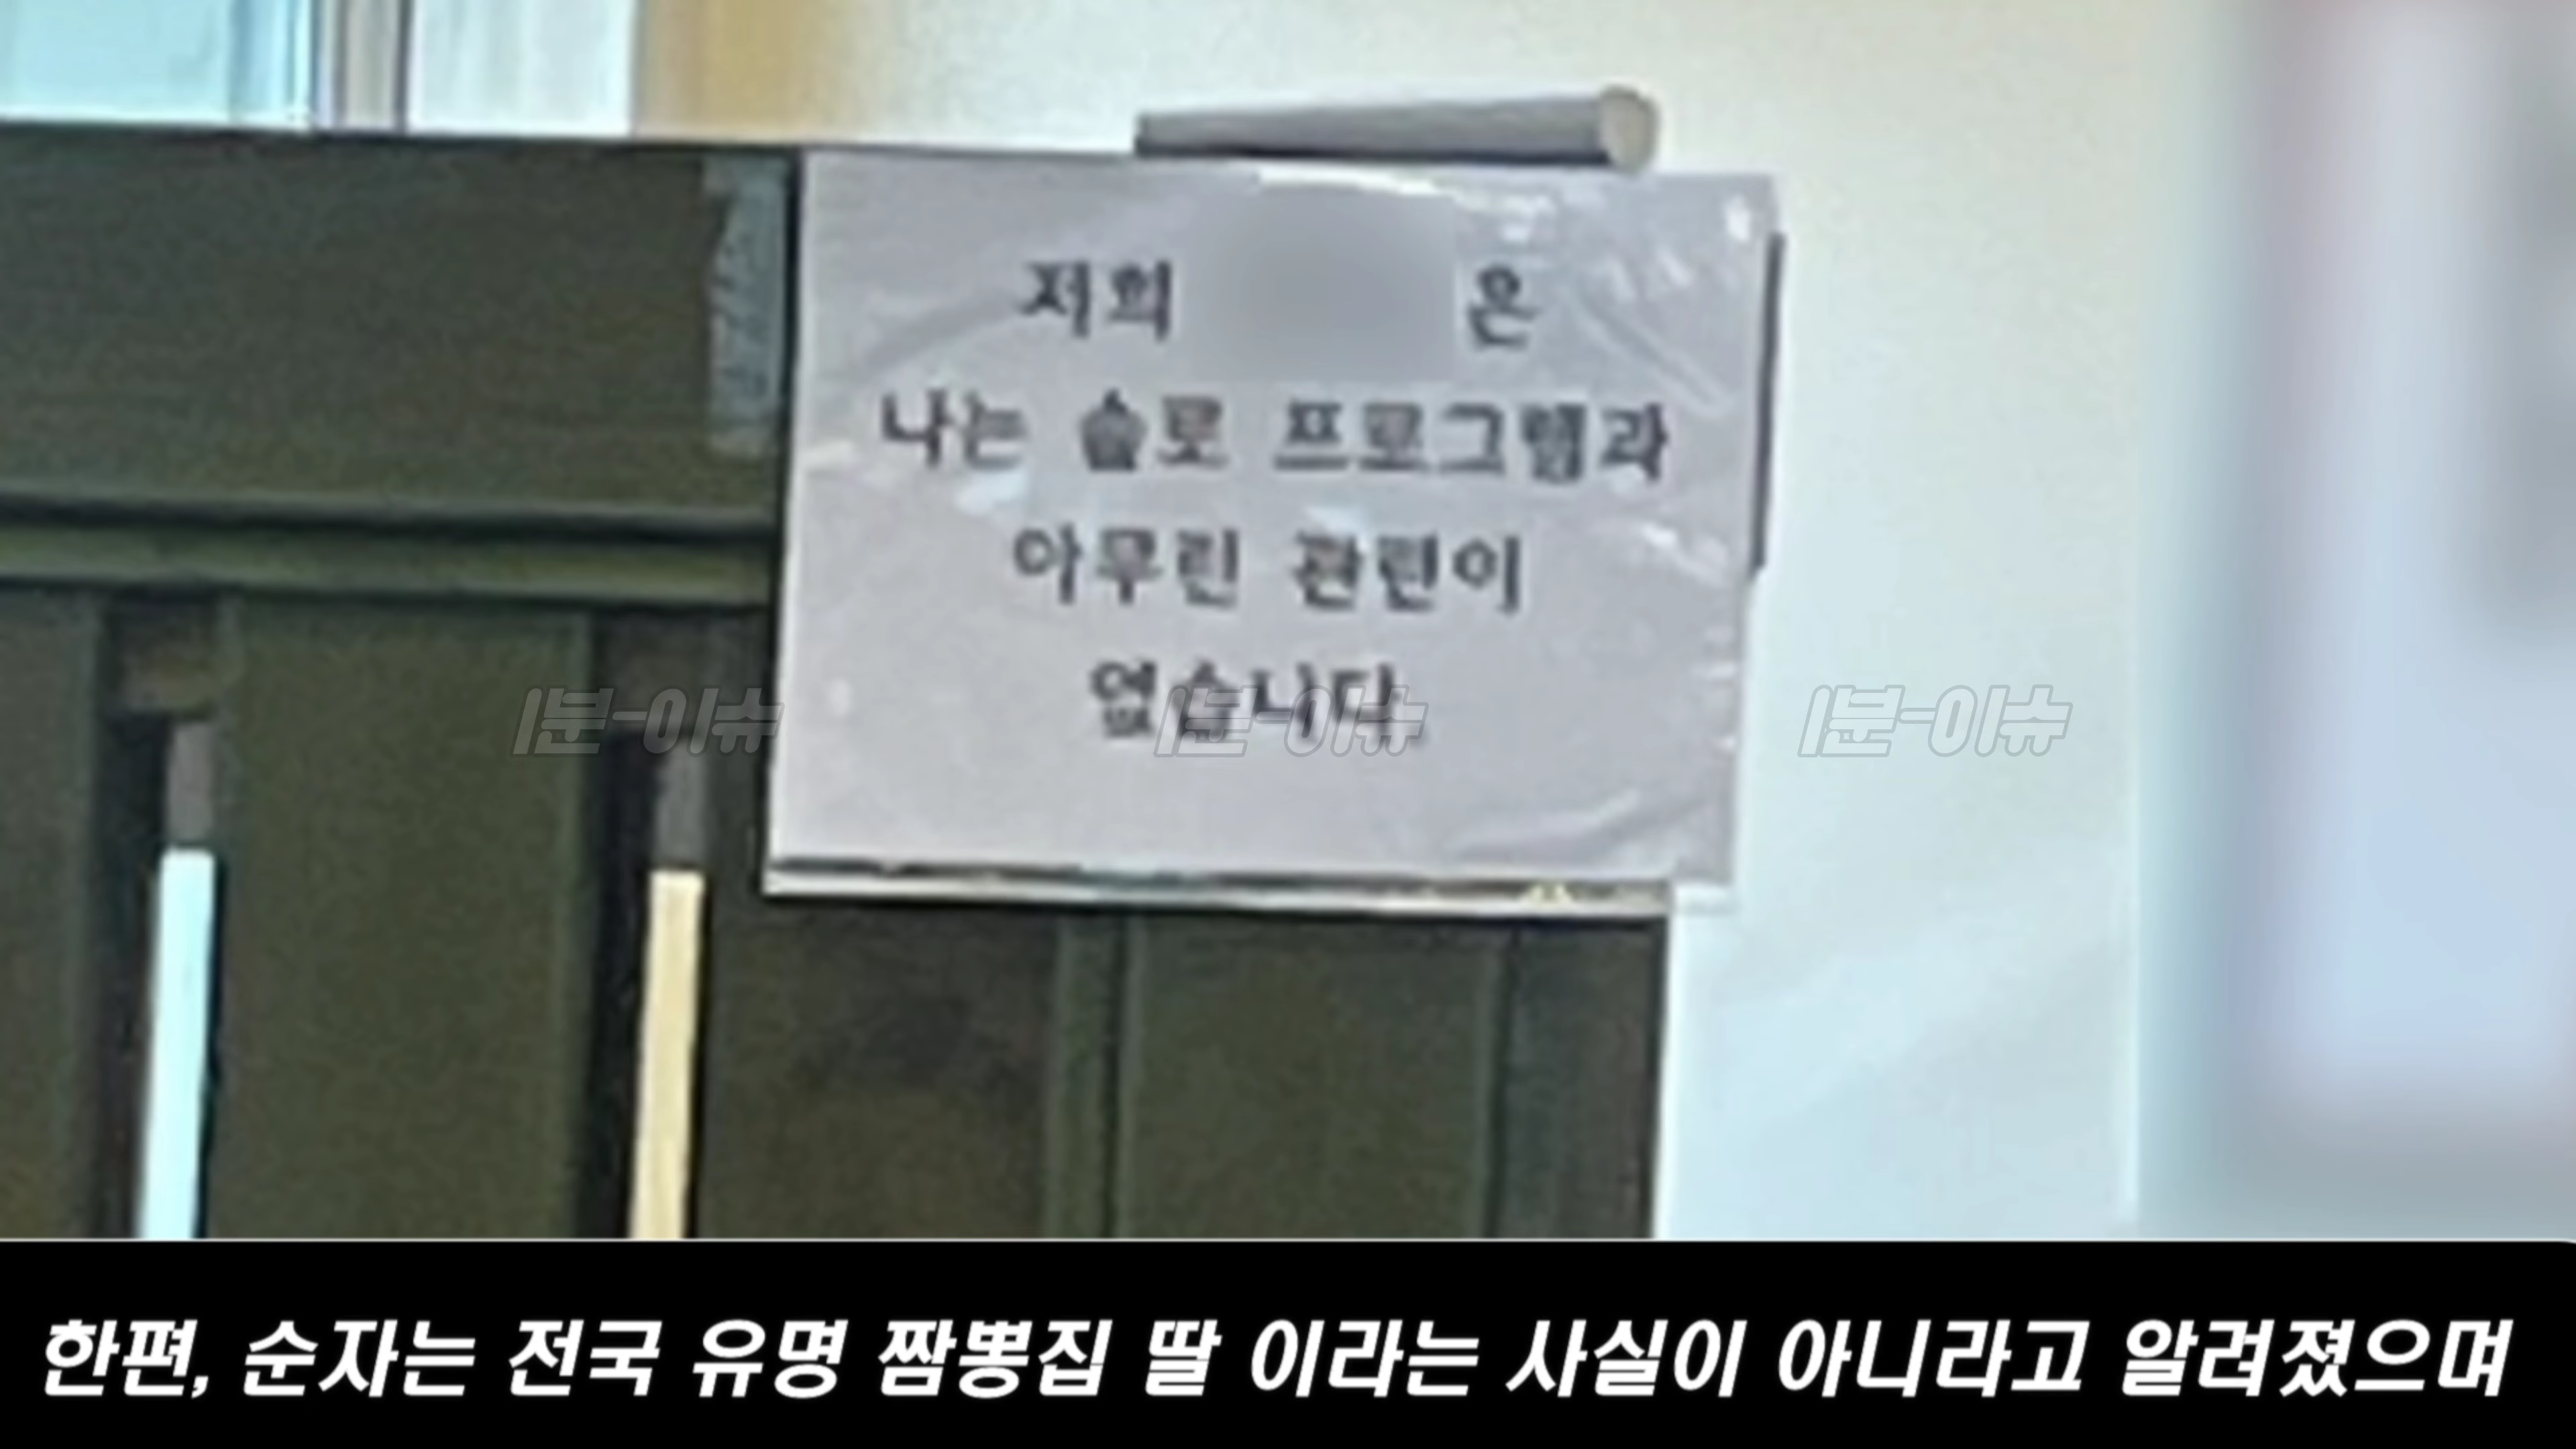 저희 은
나는 솔로 프로그램과
아무런 관련이
없습니다.
1분-이슈 1분-이슈 1분-이슈
한편, 순자는 전국 유명 짬뽕집 딸 이라는 사실이 아니라고 알려졌으며